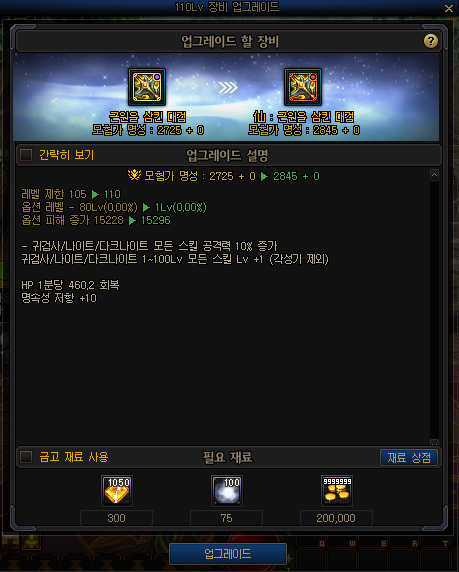 110Lv 장비 업그레이드
업그레이드 할 장비
?
근원을 삼킨 대검
모험가 명성 : 2725 + 0
仙 : 근원을 삼킨 대검
모험가 명성 : 2845 + 0
간략히 보기
업그레이드 설명
모험가 명성 : 2725 + 0 ▶ 2845 + 0
레벨 제한 105 ▶ 110
옵션 레벨 - 80Lv(0,00%) ▶ 1Lv(0,00%)
옵션 피해 증가 15228 ▶ 15296
- 귀검사/나이트/다크나이트 모든 스킬 공격력 10% 증가
귀검사/나이트/다크나이트 1~100Lv 모든 스킬 Lv +1 (각성기 제외)
HP 1분당 460,2 회복
명속성 저항 +10
금고 재료 사용
필요 재료
재료 상점
1050
100
9999999
300
75
200,000
업그레이드
Q W E R T